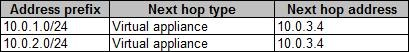 Address prefix Next hop type Next hop address
10.0.1.0/24 Virtual appliance 10.0.3.4
10.0.2.0/24 Virtual appliance 10.0.3.4